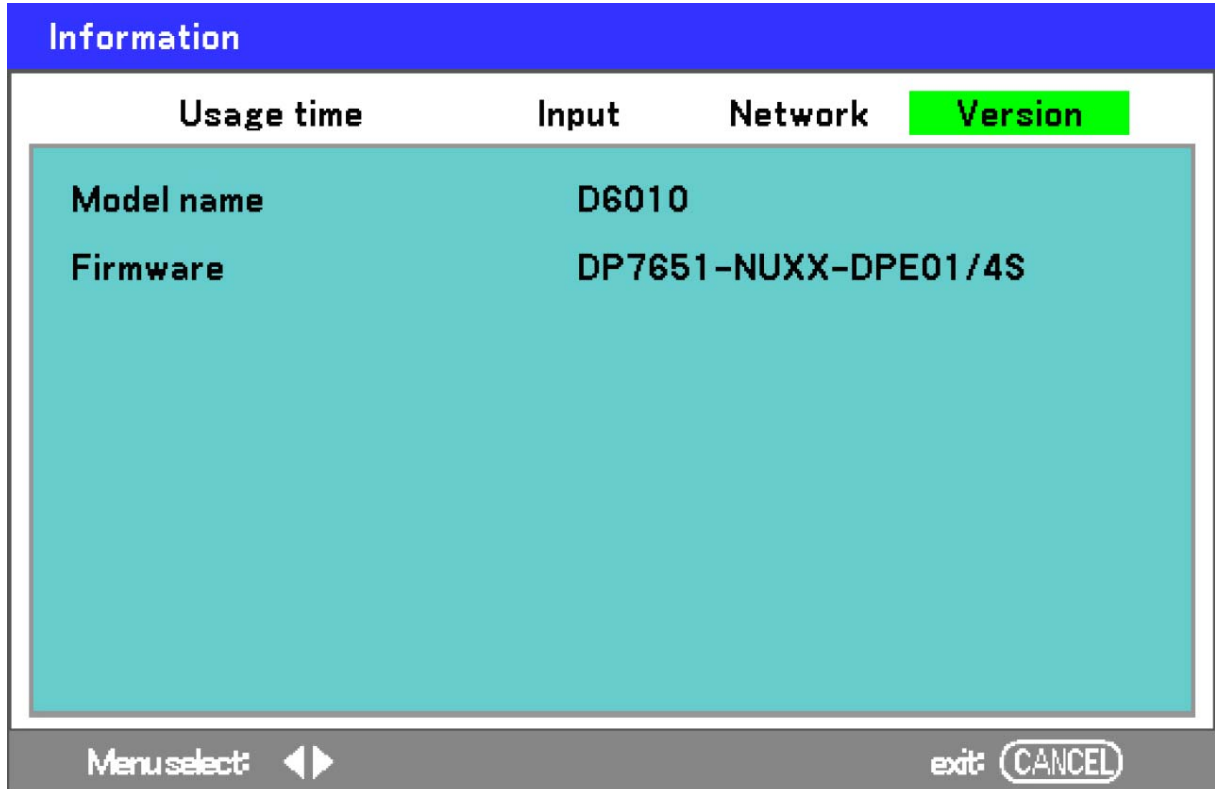 Information
Usage time Input Network Version
Model name D6010
Firmware DP7651-NUXX-DPE01/4S
Menu select: ◀▶ exit: CANCEL